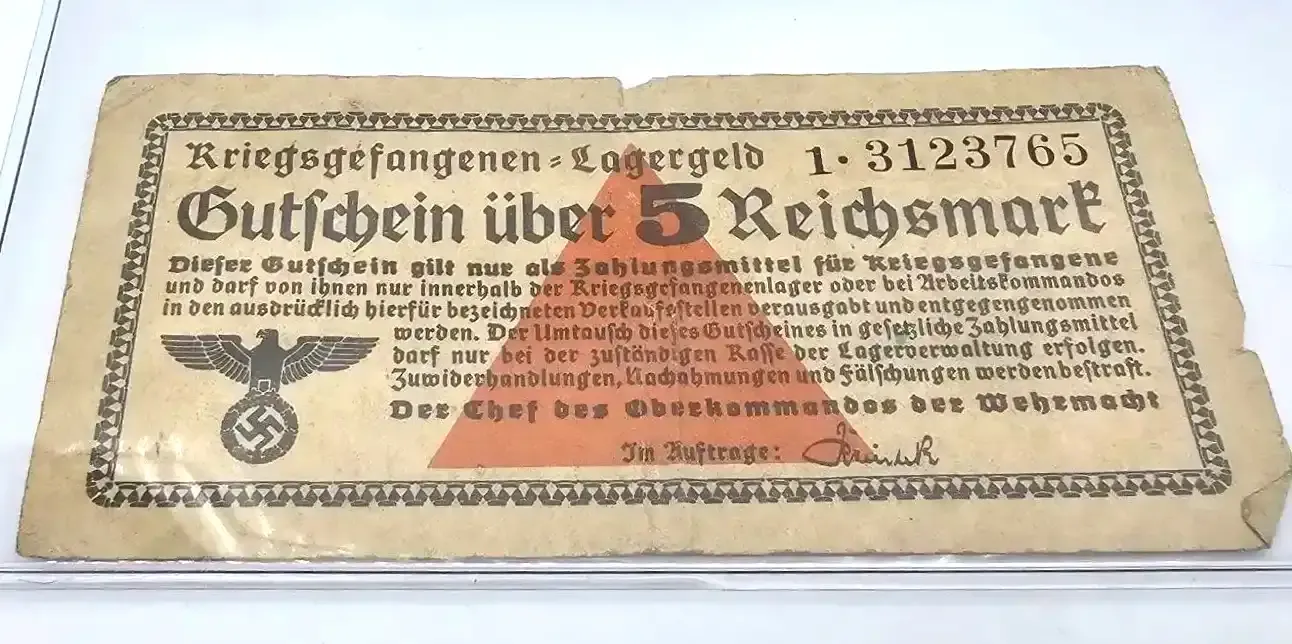 Kriegsgefangenen-Lagergeld 1·3123765
Gutschein über 5 Reichsmark
Dieser Gutschein gilt nur als Zahlungsmittel für Kriegsgefangene
und darf von ihnen nur innerhalb der Kriegsgefangenenlager oder bei Arbeitskommandos
in den ausdrücklich hierfür bezeichneten Verkaufsstellen verausgabt und entgegengenommen
werden. Der Umtausch dieses Gutscheines in gesetzliche Zahlungsmittel
darf nur bei der zuständigen Kasse der Lagerverwaltung erfolgen.
Zuwiderhandlungen, Nachahmungen und Fälschungen werden bestraft.
Der Chef des Oberkommandos der Wehrmacht
Im Auftrage: